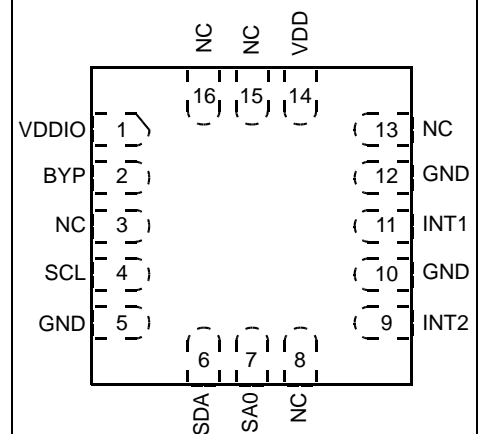 NC NC VDD
16 15 14
VDDIO 1 13 NC
BYP 2 12 GND
NC 3 11 INT1
SCL 4 10 GND
GND 5 9 INT2
6 7 8
SDA SA0 NC